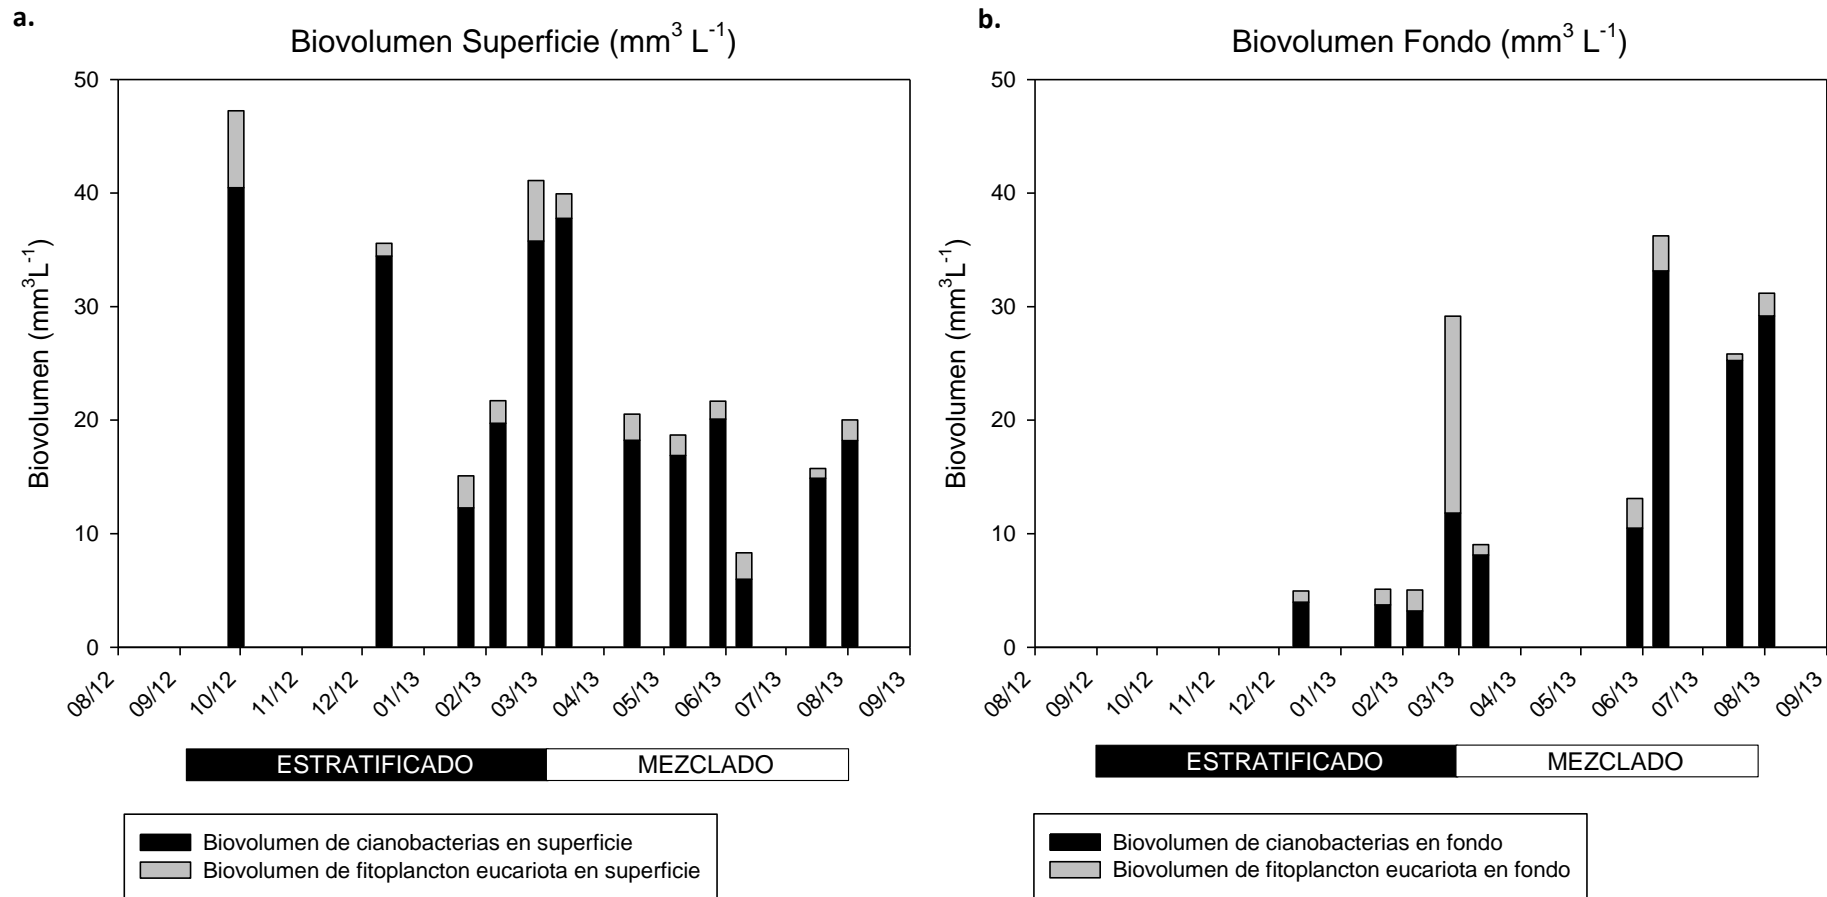 a.
Biovolumen Superficie (mm³ L⁻¹)
Biovolumen (mm³L⁻¹)
50
40
30
20
10
0
08/12
09/12
10/12
11/12
12/12
01/13
02/13
03/13
04/13
05/13
06/13
07/13
08/13
09/13
ESTRATIFICADO
MEZCLADO
Biovolumen de cianobacterias en superficie
Biovolumen de fitoplancton eucariota en superficie
b.
Biovolumen Fondo (mm³ L⁻¹)
Biovolumen (mm³L⁻¹)
50
40
30
20
10
0
08/12
09/12
10/12
11/12
12/12
01/13
02/13
03/13
04/13
05/13
06/13
07/13
08/13
09/13
ESTRATIFICADO
MEZCLADO
Biovolumen de cianobacterias en fondo
Biovolumen de fitoplancton eucariota en fondo